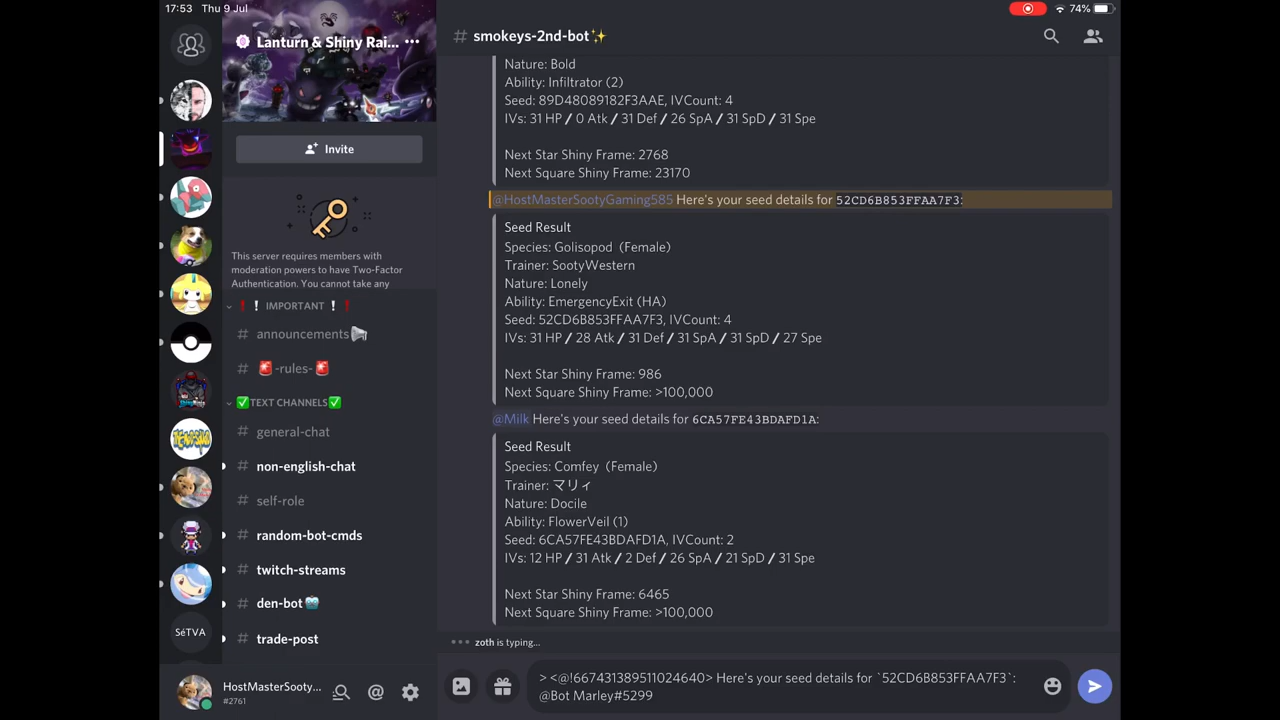 17:53 Thu 9 Jul
74%
Lanturn & Shiny Rai... •••
Invite
This server requires members with
moderation powers to have Two-Factor
Authentication. You cannot take any
❗❕ IMPORTANT ❕❗
# announcements📢
# 🚨-rules-🚨
✅TEXT CHANNELS✅
# general-chat
# non-english-chat
# self-role
# random-bot-cmds
# twitch-streams
# den-bot🤖
# trade-post
SéTVA
HostMasterSooty...
#2761
# smokeys-2nd-bot✨
Nature: Bold
Ability: Infiltrator (2)
Seed: 89D48089182F3AAE, IVCount: 4
IVs: 31 HP / 0 Atk / 31 Def / 26 SpA / 31 SpD / 31 Spe
Next Star Shiny Frame: 2768
Next Square Shiny Frame: 23170
@HostMasterSootyGaming585 Here's your seed details for 52CD6B853FFAA7F3:
Seed Result
Species: Golisopod (Female)
Trainer: SootyWestern
Nature: Lonely
Ability: EmergencyExit (HA)
Seed: 52CD6B853FFAA7F3, IVCount: 4
IVs: 31 HP / 28 Atk / 31 Def / 31 SpA / 31 SpD / 27 Spe
Next Star Shiny Frame: 986
Next Square Shiny Frame: >100,000
@Milk Here's your seed details for 6CA57FE43BDAFD1A:
Seed Result
Species: Comfey (Female)
Trainer: マリィ
Nature: Docile
Ability: FlowerVeil (1)
Seed: 6CA57FE43BDAFD1A, IVCount: 2
IVs: 12 HP / 31 Atk / 2 Def / 26 SpA / 21 SpD / 31 Spe
Next Star Shiny Frame: 6465
Next Square Shiny Frame: >100,000
zoth is typing...
> <@!667431389511024640> Here's your seed details for `52CD6B853FFAA7F3`:
@Bot Marley#5299